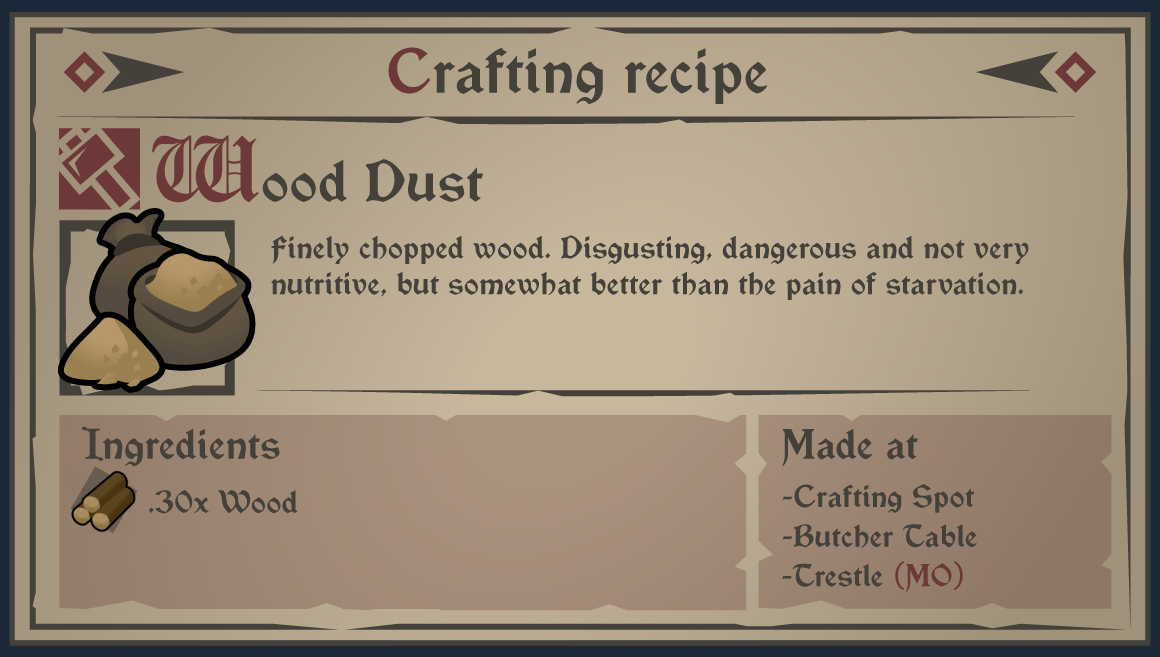 Crafting recipe
Wood Dust
Finely chopped wood. Disgusting, dangerous and not very
nutritive, but somewhat better than the pain of starvation.
Ingredients
.30x Wood
Made at
-Crafting Spot
-Butcher Table
-Trestle (MO)